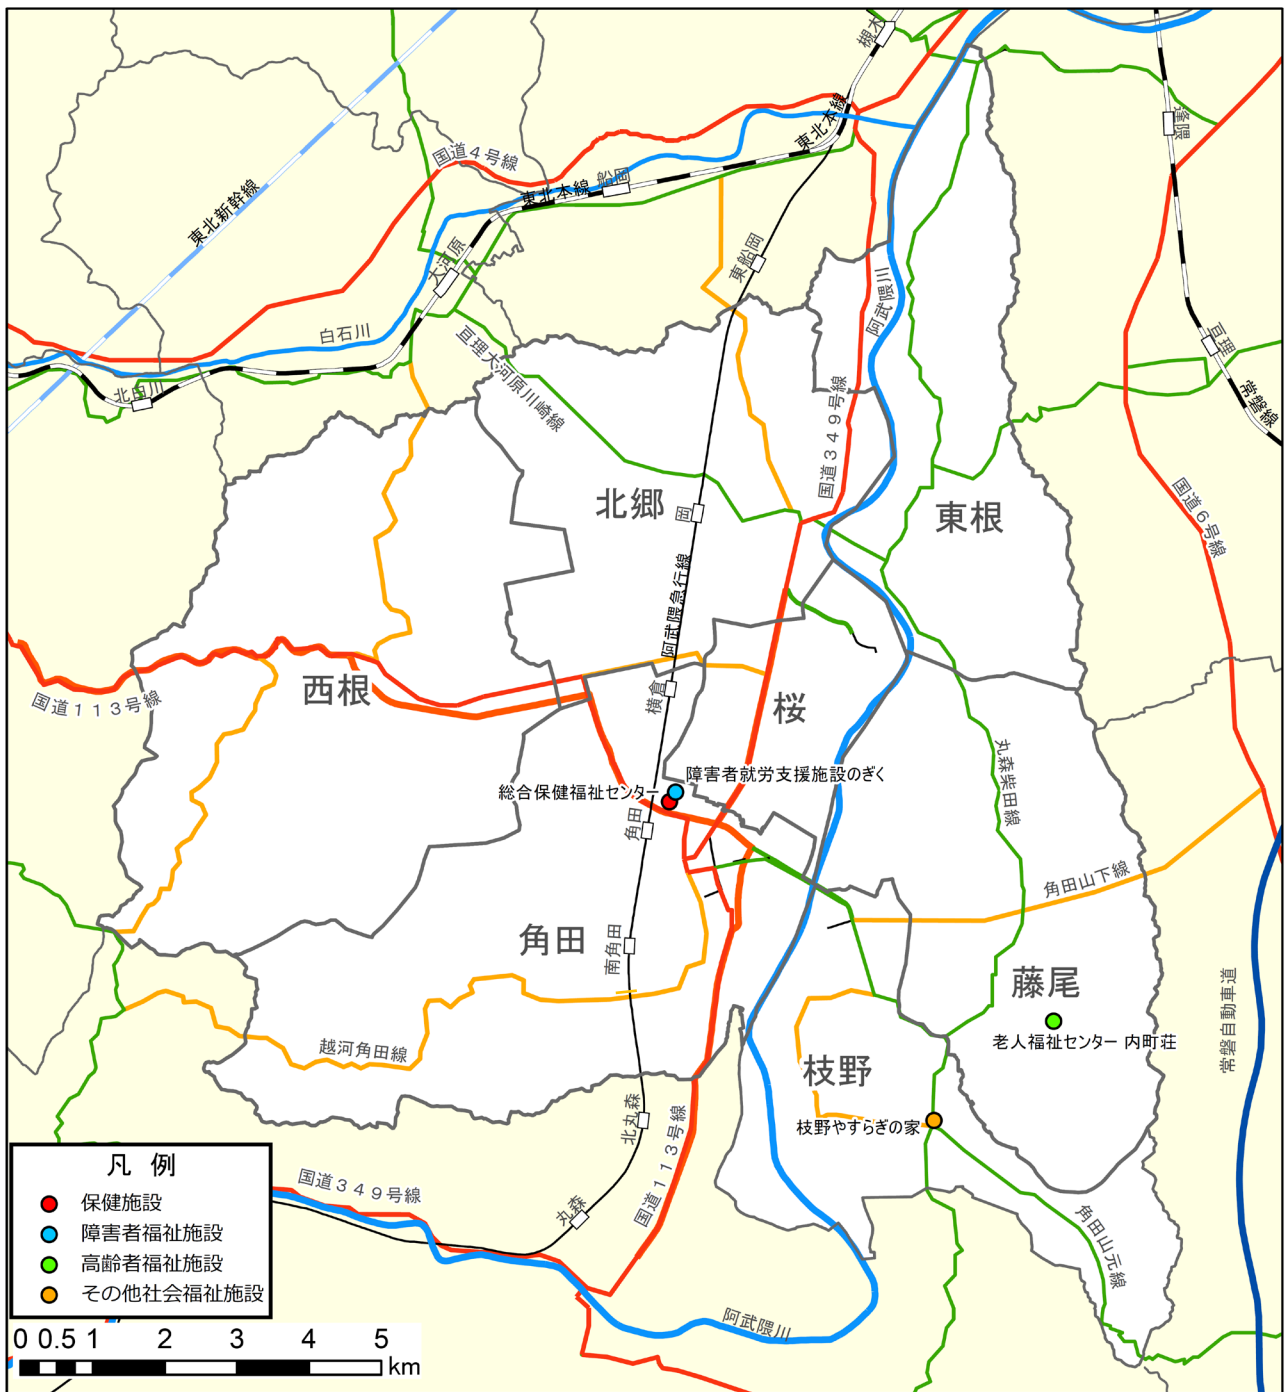 槻木
逢隈
東北本線
国道4号線
船岡
東北本線
東北新幹線
大河原
東船岡
阿武隈川
白石川
亘理
亘理大河原川崎線
北白川
常磐線
国道349号線
北郷
岡
東根
国道6号線
阿武隈急行線
西根
国道113号線
横倉
桜
丸森柴田線
障害者就労支援施設のぎく
総合保健福祉センター
角田
角田山下線
角田
南角田
藤尾
老人福祉センター 内町荘
常磐自動車道
越河角田線
枝野
枝野やすらぎの家
北丸森
国道113号線
国道349号線
丸森
角田山元線
阿武隈川
凡 例
保健施設
障害者福祉施設
高齢者福祉施設
その他社会福祉施設
0 0.5 1 2 3 4 5
km